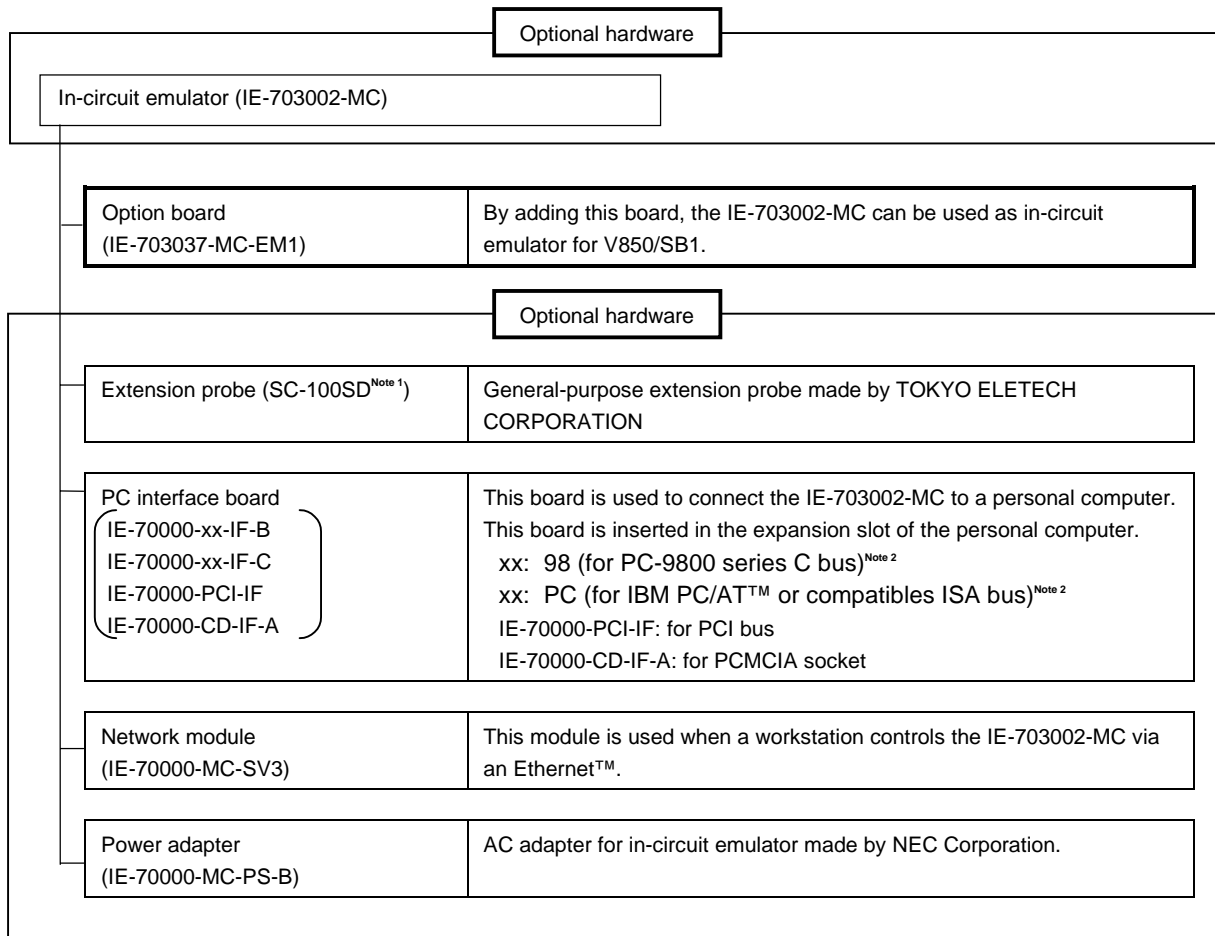 Optional hardware
In-circuit emulator (IE-703002-MC)
Option board
(IE-703037-MC-EM1)
By adding this board, the IE-703002-MC can be used as in-circuit
emulator for V850/SB1.
Optional hardware
Extension probe (SC-100SDNote 1)
General-purpose extension probe made by TOKYO ELETECH
CORPORATION
PC interface board
IE-70000-xx-IF-B
IE-70000-xx-IF-C
IE-70000-PCI-IF
IE-70000-CD-IF-A
This board is used to connect the IE-703002-MC to a personal computer.
This board is inserted in the expansion slot of the personal computer.
xx: 98 (for PC-9800 series C bus)Note 2
xx: PC (for IBM PC/AT™ or compatibles ISA bus)Note 2
IE-70000-PCI-IF: for PCI bus
IE-70000-CD-IF-A: for PCMCIA socket
Network module
(IE-70000-MC-SV3)
This module is used when a workstation controls the IE-703002-MC via
an Ethernet™.
Power adapter
(IE-70000-MC-PS-B)
AC adapter for in-circuit emulator made by NEC Corporation.